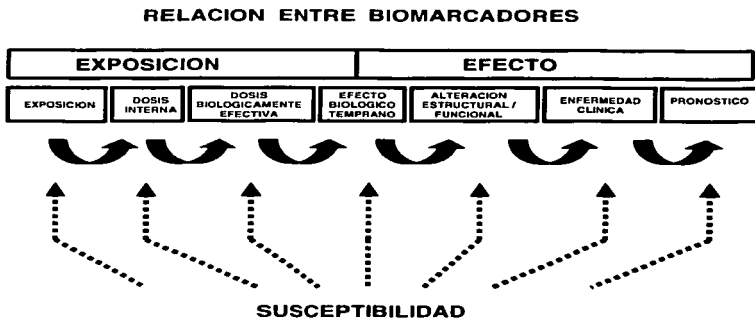 RELACION ENTRE BIOMARCADORES
EXPOSICION EFECTO
EXPOSICION
DOSIS
INTERNA
DOSIS
BIOLOGICAMENTE
EFECTIVA
EFECTO
BIOLOGICO
TEMPRANO
ALTERACION
ESTRUCTURAL /
FUNCIONAL
ENFERMEDAD
CLINICA
PRONOSTICO
SUSCEPTIBILIDAD